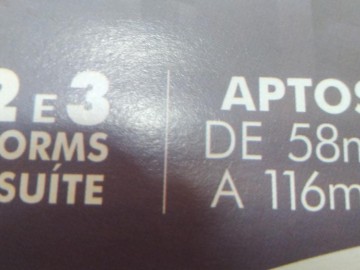 2 E 3
ORMS
SUÍTE
APTOS
DE 58m
A 116m